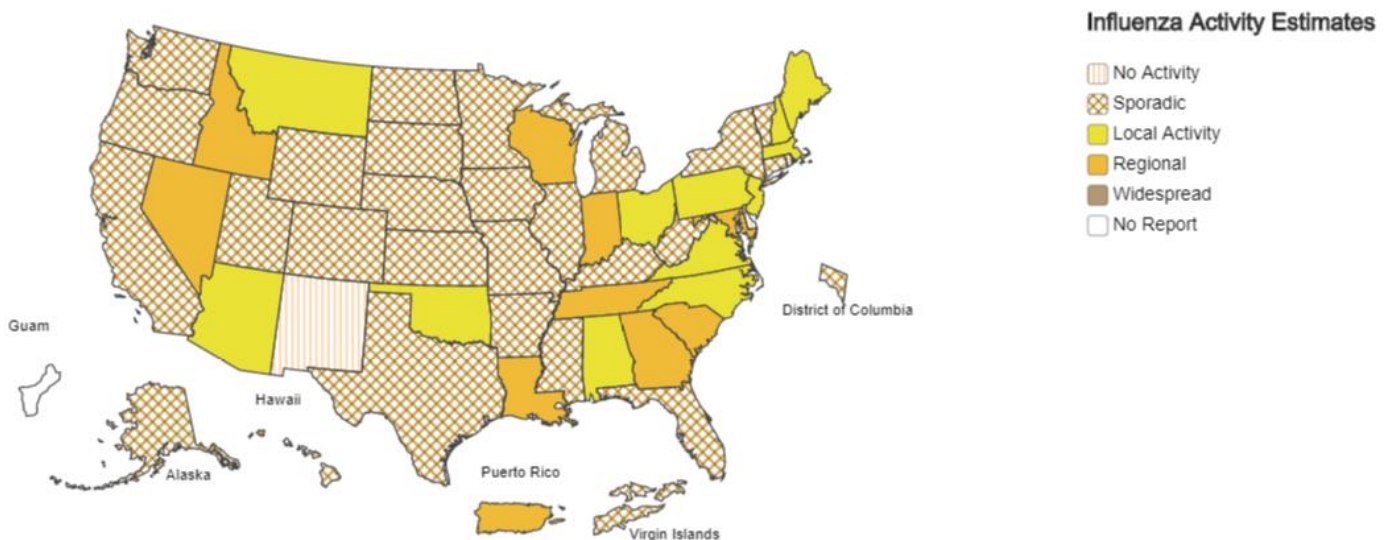 Influenza Activity Estimates
No Activity
Sporadic
Local Activity
Regional
Widespread
No Report
District of Columbia
Guam
Hawaii
Alaska
Puerto Rico
Virgin Islands